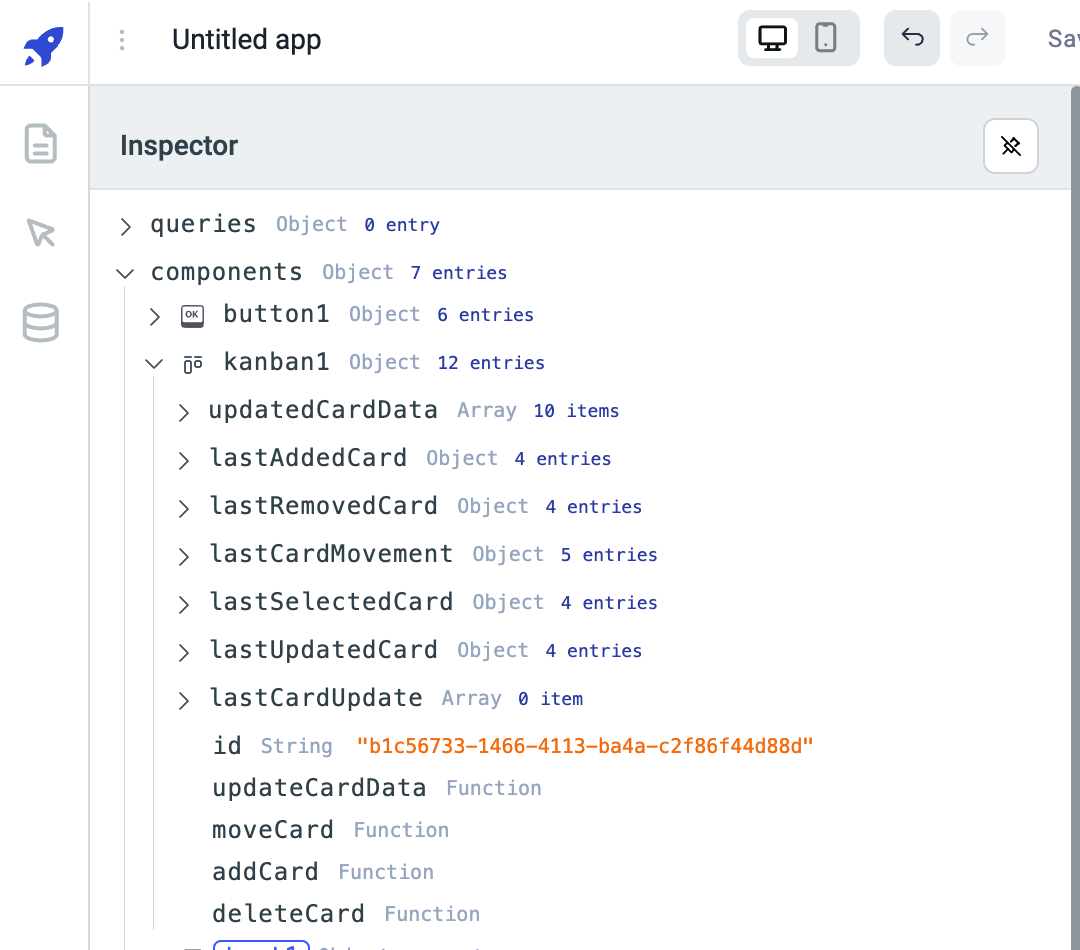 Untitled app
Inspector
queries Object 0 entry
components Object 7 entries
OK button1 Object 6 entries
kanban1 Object 12 entries
updatedCardData Array 10 items
lastAddedCard Object 4 entries
lastRemovedCard Object 4 entries
lastCardMovement Object 5 entries
lastSelectedCard Object 4 entries
lastUpdatedCard Object 4 entries
lastCardUpdate Array 0 item
id String "b1c56733-1466-4113-ba4a-c2f86f44d88d"
updateCardData Function
moveCard Function
addCard Function
deleteCard Function